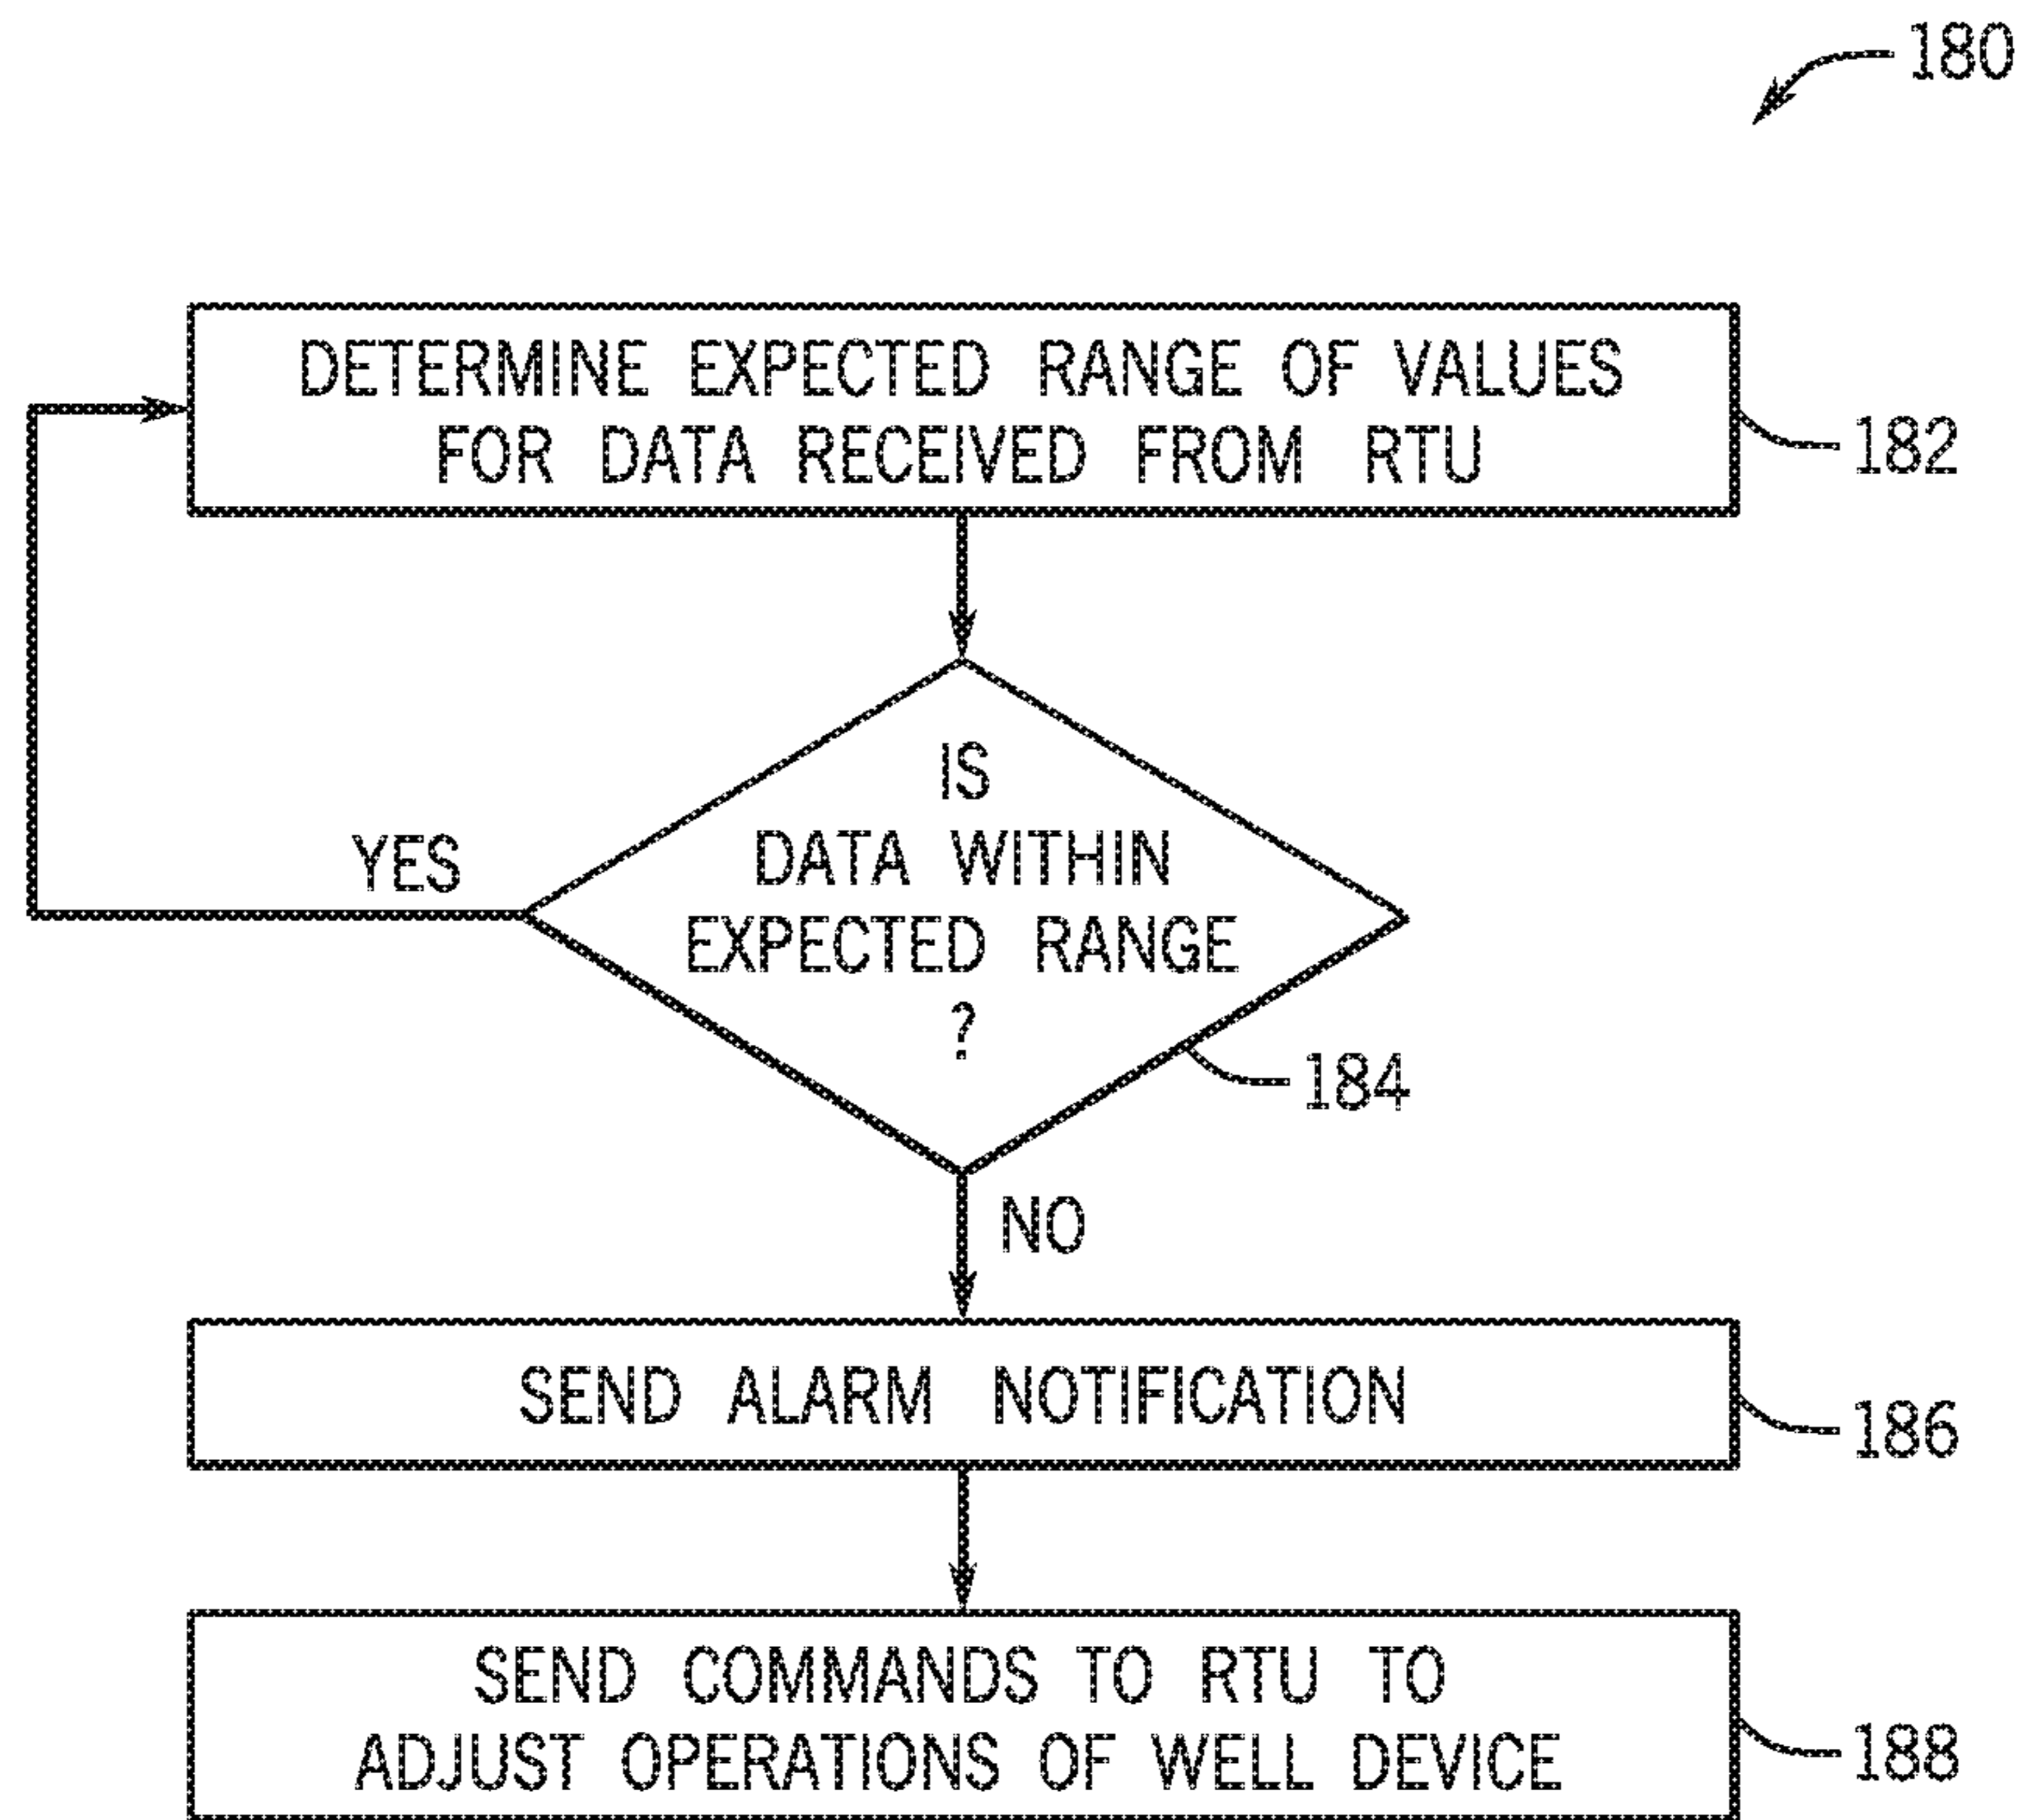 180
DETERMINE EXPECTED RANGE OF VALUES
FOR DATA RECEIVED FROM RTU
182
IS
DATA WITHIN
EXPECTED RANGE
?
YES
184
NO
SEND ALARM NOTIFICATION
186
SEND COMMANDS TO RTU TO
ADJUST OPERATIONS OF WELL DEVICE
188